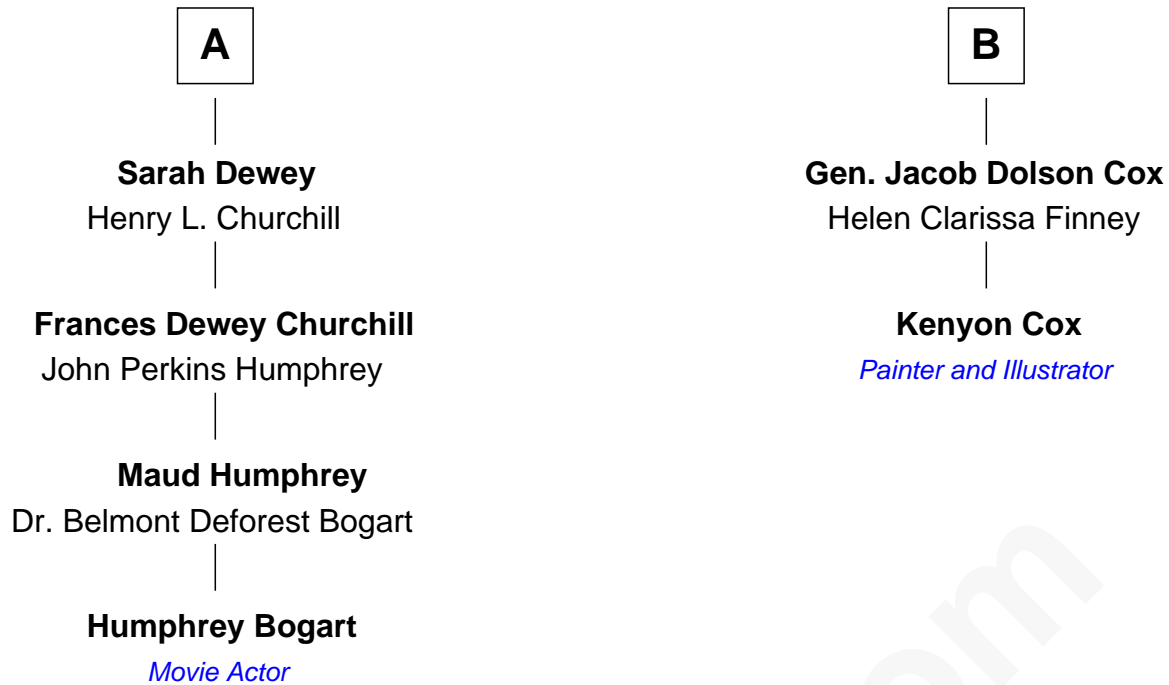 A
Sarah Dewey
Henry L. Churchill
Frances Dewey Churchill
John Perkins Humphrey
Maud Humphrey
Dr. Belmont Deforest Bogart
Humphrey Bogart
Movie Actor
B
Gen. Jacob Dolson Cox
Helen Clarissa Finney
Kenyon Cox
Painter and Illustrator
om